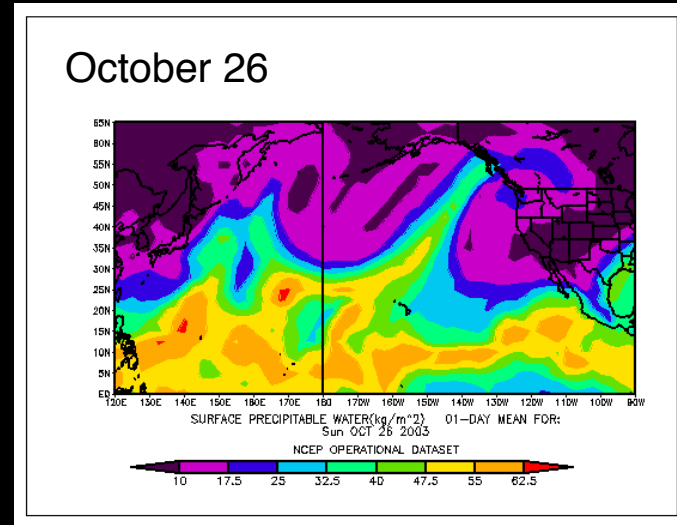 October 26
65N
60N
55N
50N
45N
40N
35N
30N
25N
20N
15N
10N
5N
EQ
120E 130E 140E 150E 160E 170E 180 170W 160W 150W 140W 130W 120W 110W 100W 90W
SURFACE PRECIPITABLE WATER(kg/m^2) 01-DAY MEAN FOR:
Sun OCT 26 2003
NCEP OPERATIONAL DATASET
10 17.5 25 32.5 40 47.5 55 62.5